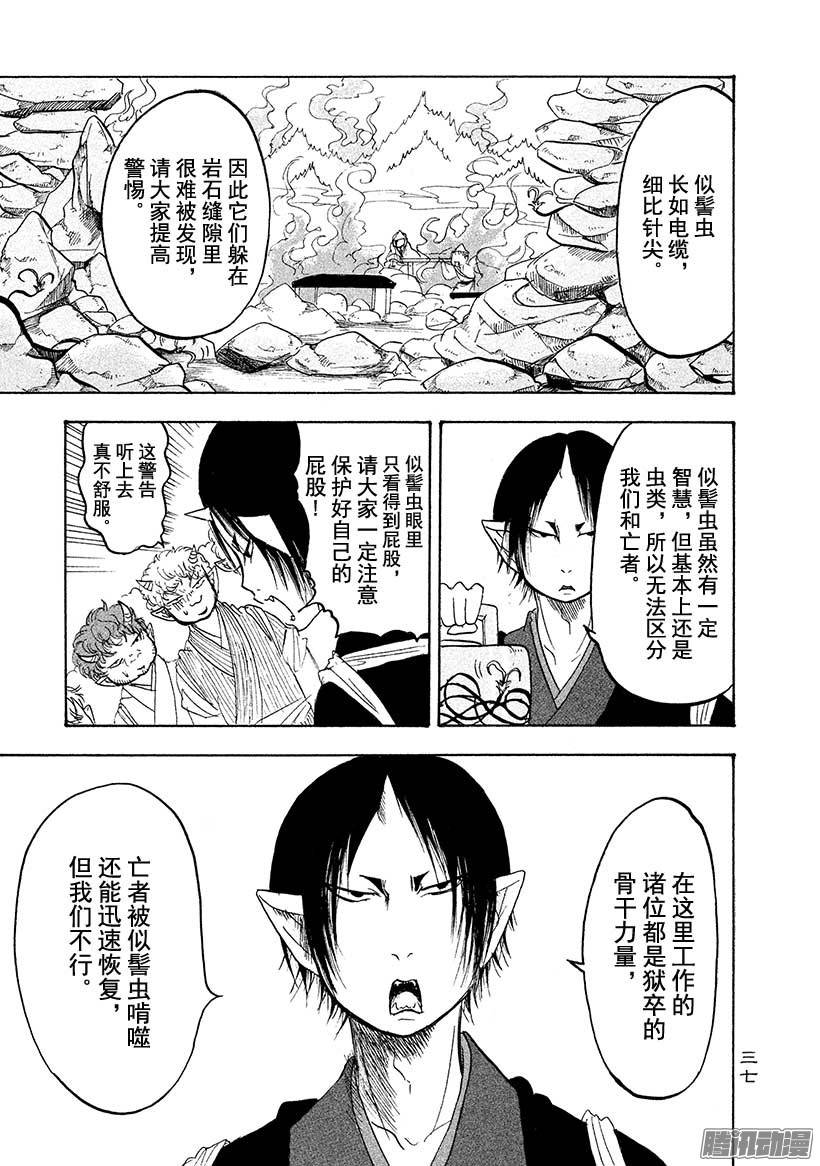 似髻虫
长如电缆，
细比针尖。
因此它们躲在
岩石缝隙里
很难被发现，
请大家提高
警惕。
似髻虫虽然有一定
智慧，但基本上还是
虫类，所以无法区分
我们和亡者。
似髻虫眼里
只看得到屁股，
请大家一定注意
保护好自己的
屁股！
这警告
听上去
真不舒服。
在这里工作的
诸位都是狱卒的
骨干力量，
亡者被似髻虫啃噬
还能迅速恢复，
但我们不行。
三七
腾讯动漫